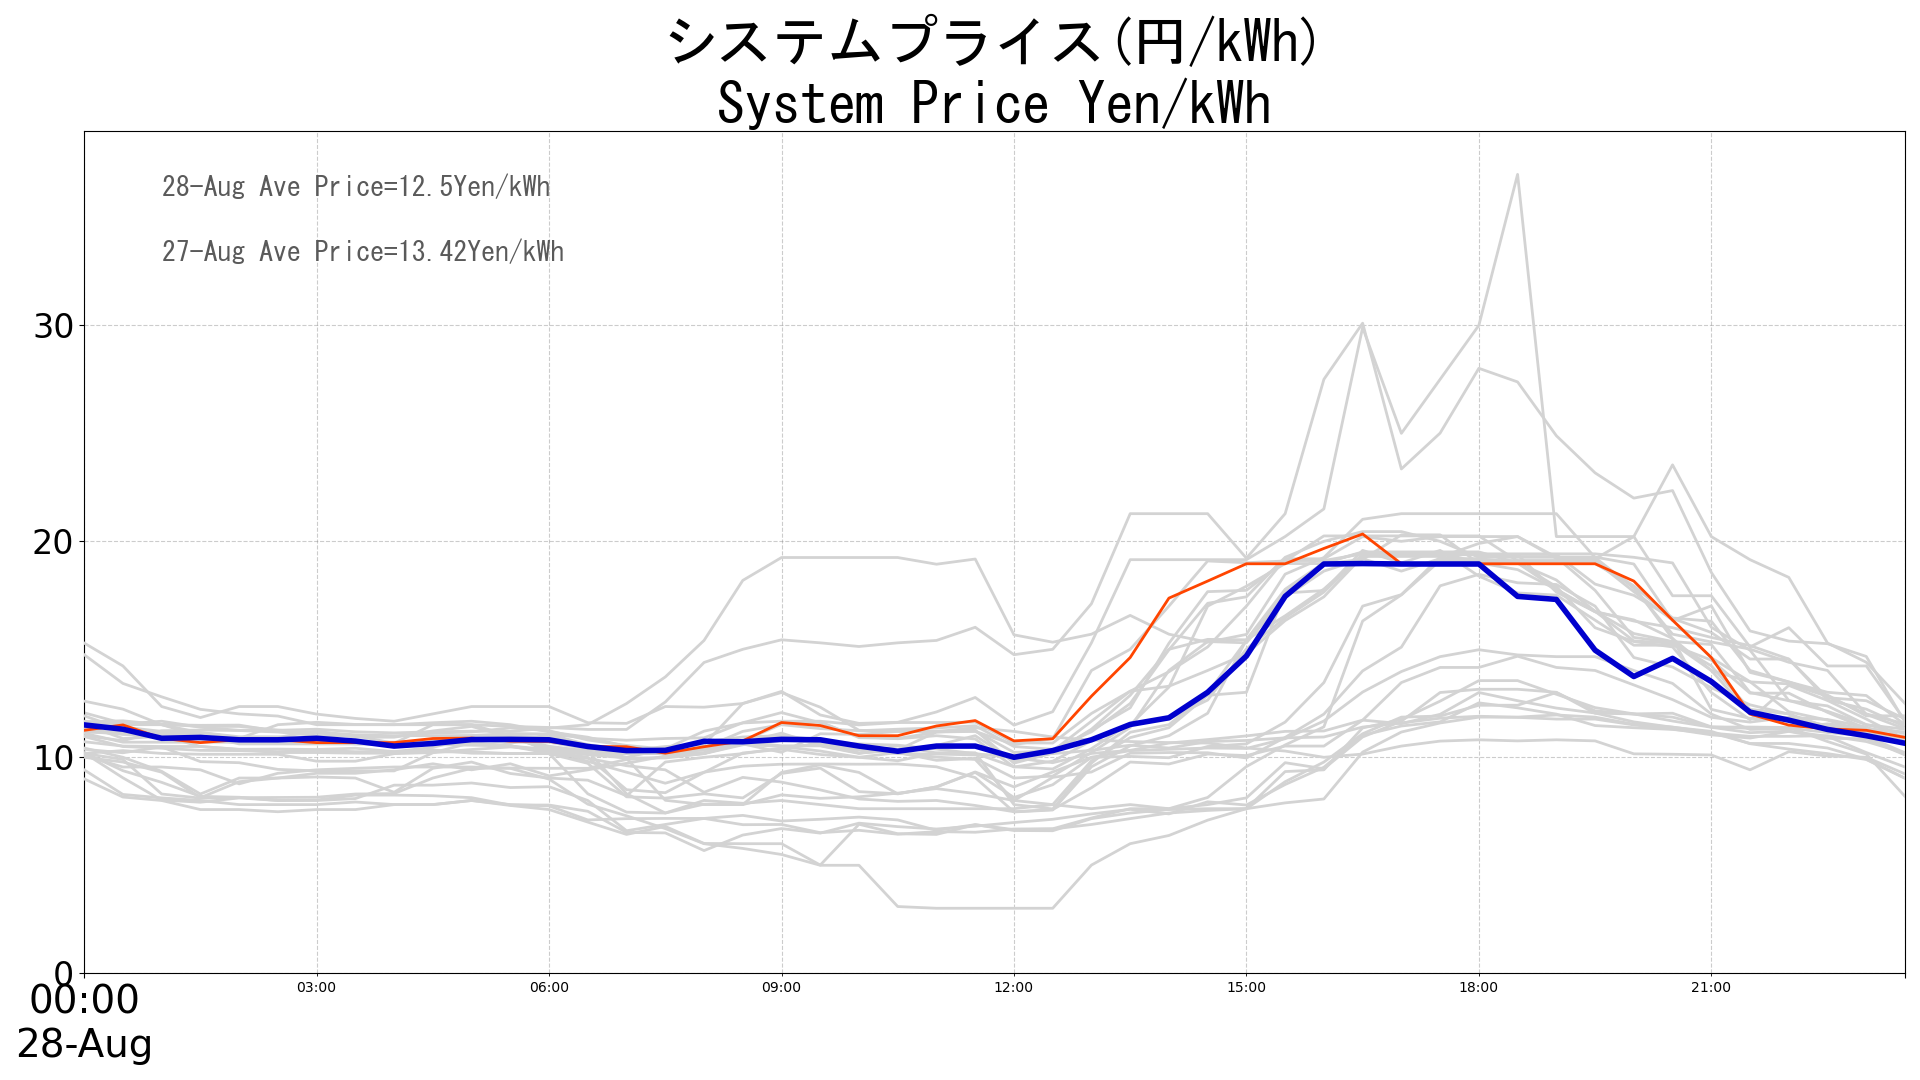 システムプライス(円/kWh)
System Price Yen/kWh
28-Aug Ave Price=12.5Yen/kWh
27-Aug Ave Price=13.42Yen/kWh
30
20
10
0
00:00
03:00
06:00
09:00
12:00
15:00
18:00
21:00
28-Aug